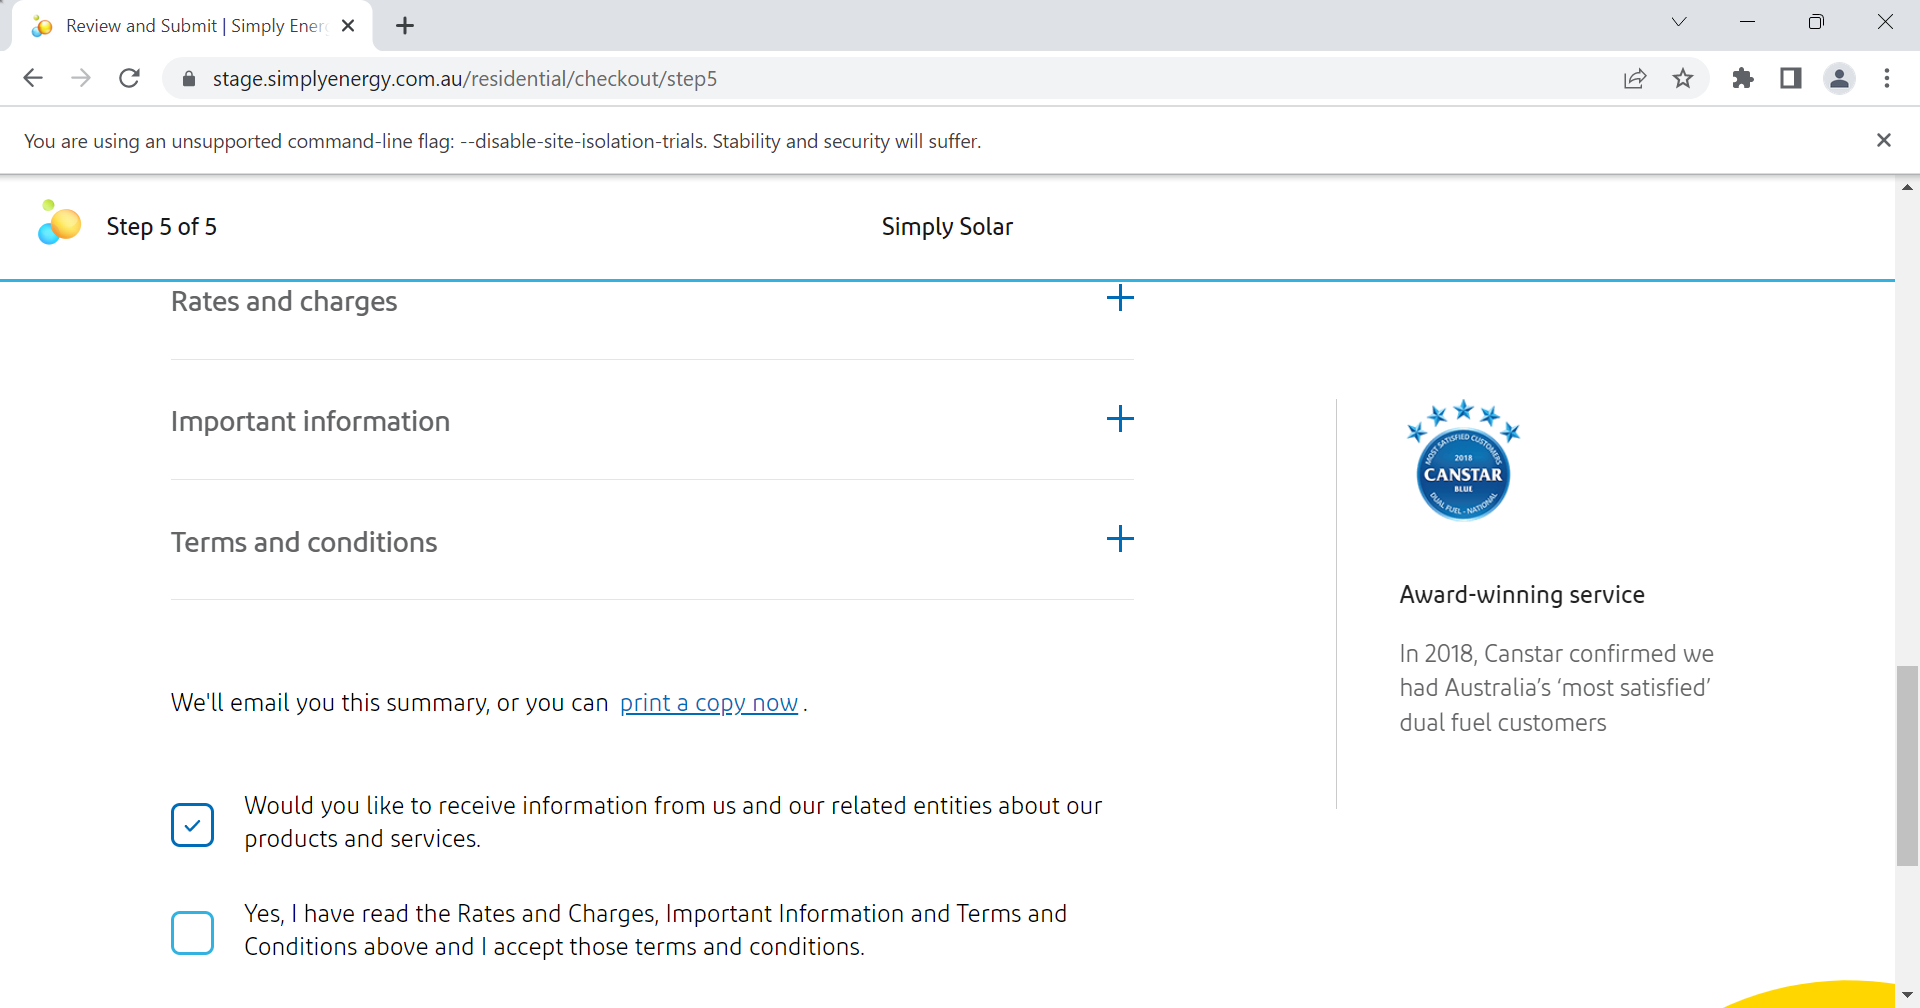 Review and Submit | Simply Ener
stage.simplyenergy.com.au/residential/checkout/step5
You are using an unsupported command-line flag: --disable-site-isolation-trials. Stability and security will suffer.
Step 5 of 5
Simply Solar
Rates and charges
Important information
Terms and conditions
We'll email you this summary, or you can print a copy now.
Would you like to receive information from us and our related entities about our
products and services.
Yes, I have read the Rates and Charges, Important Information and Terms and
Conditions above and I accept those terms and conditions.
MOST SATISFIED CUSTOMERS
2018
CANSTAR
BLUE
DUAL FUEL - NATIONAL
Award-winning service
In 2018, Canstar confirmed we
had Australia’s ‘most satisfied’
dual fuel customers